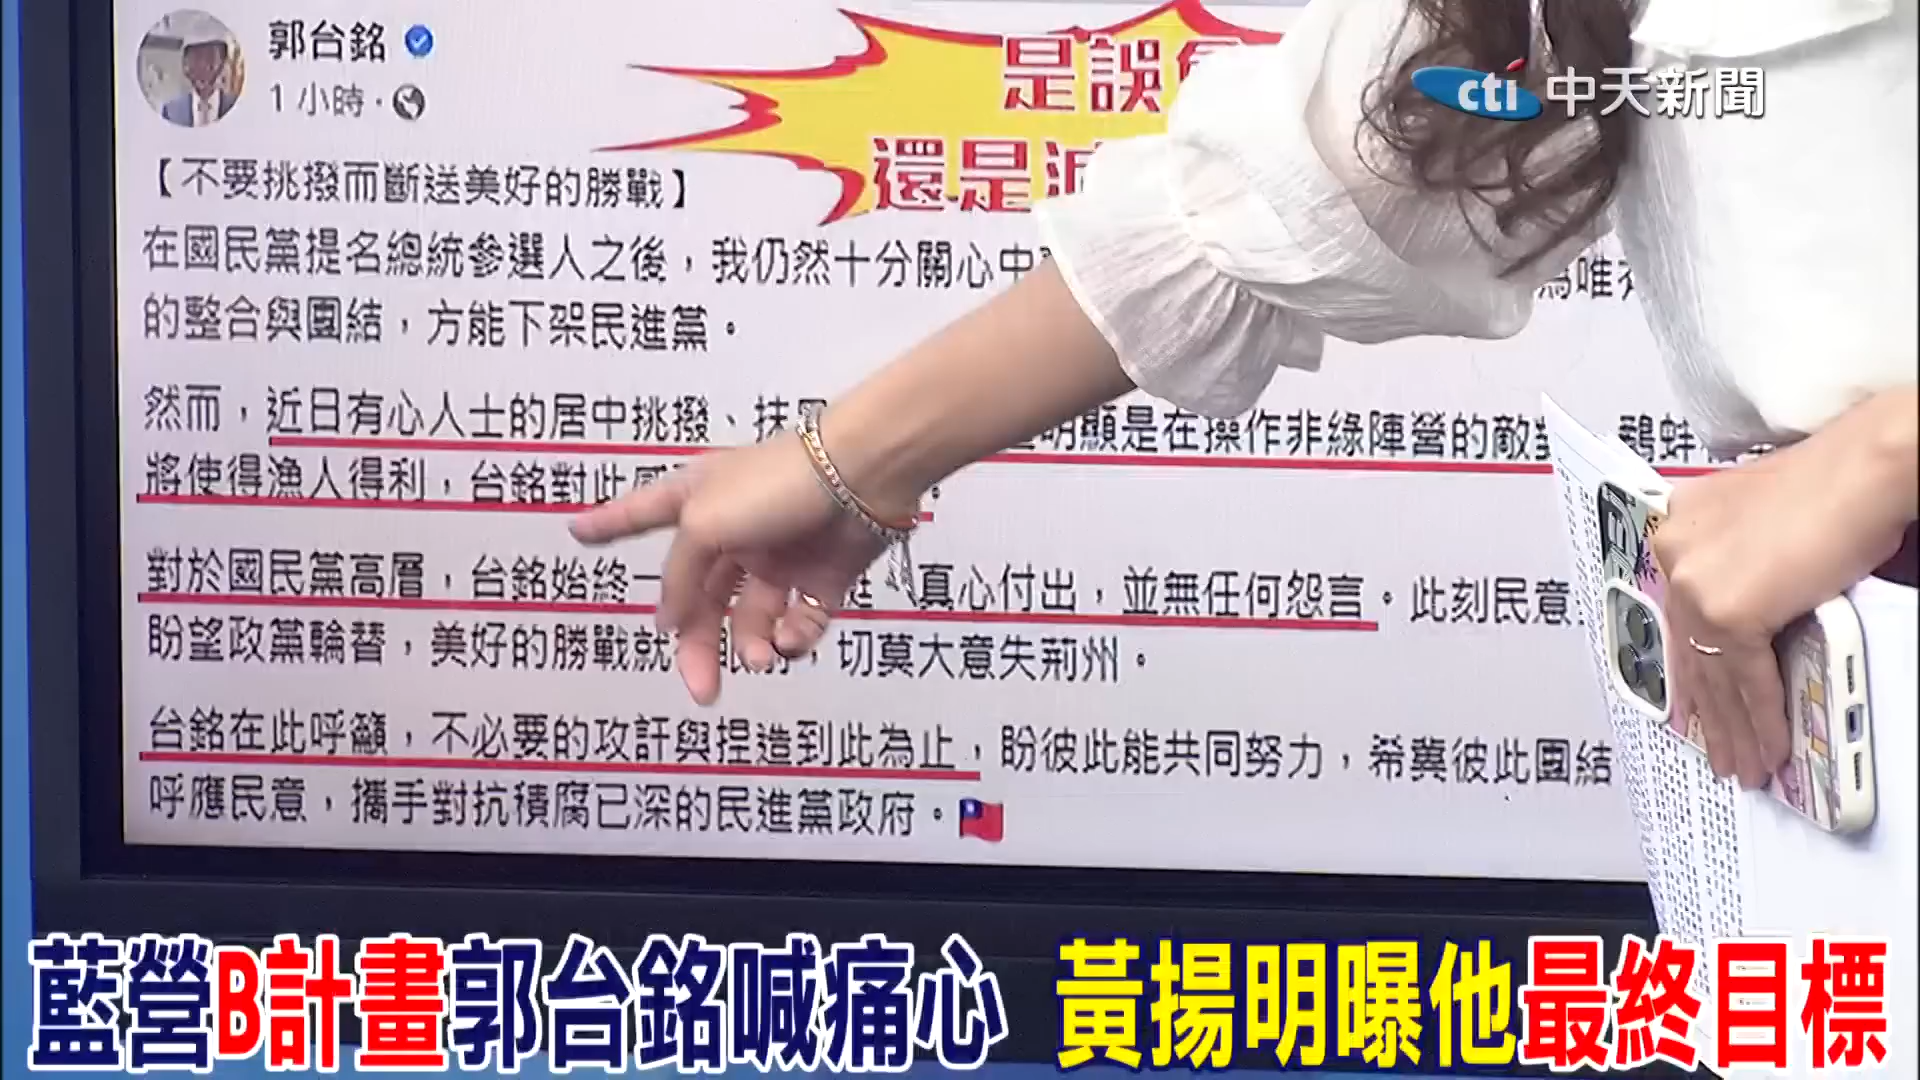 郭台銘
1 小時
是誤
還是
cti 中天新聞
【不要挑撥而斷送美好的勝戰】
在國民黨提名總統參選人之後，我仍然十分關心中 為唯
的整合與團結，方能下架民進黨。
然而，近日有心人士的居中挑撥、抹 明顯是在操作非綠陣營的敵 鷸蚌
將使得漁人得利，台銘對此
對於國民黨高層，台銘始終一 真心付出，並無任何怨言。此刻民意
盼望政黨輪替，美好的勝戰就 ，切莫大意失荊州。
台銘在此呼籲，不必要的攻訐與捏造到此為止，盼彼此能共同努力，希冀彼此團結
呼應民意，攜手對抗積腐已深的民進黨政府。🇹🇼
藍營B計畫郭台銘喊痛心 黃揚明曝他最終目標